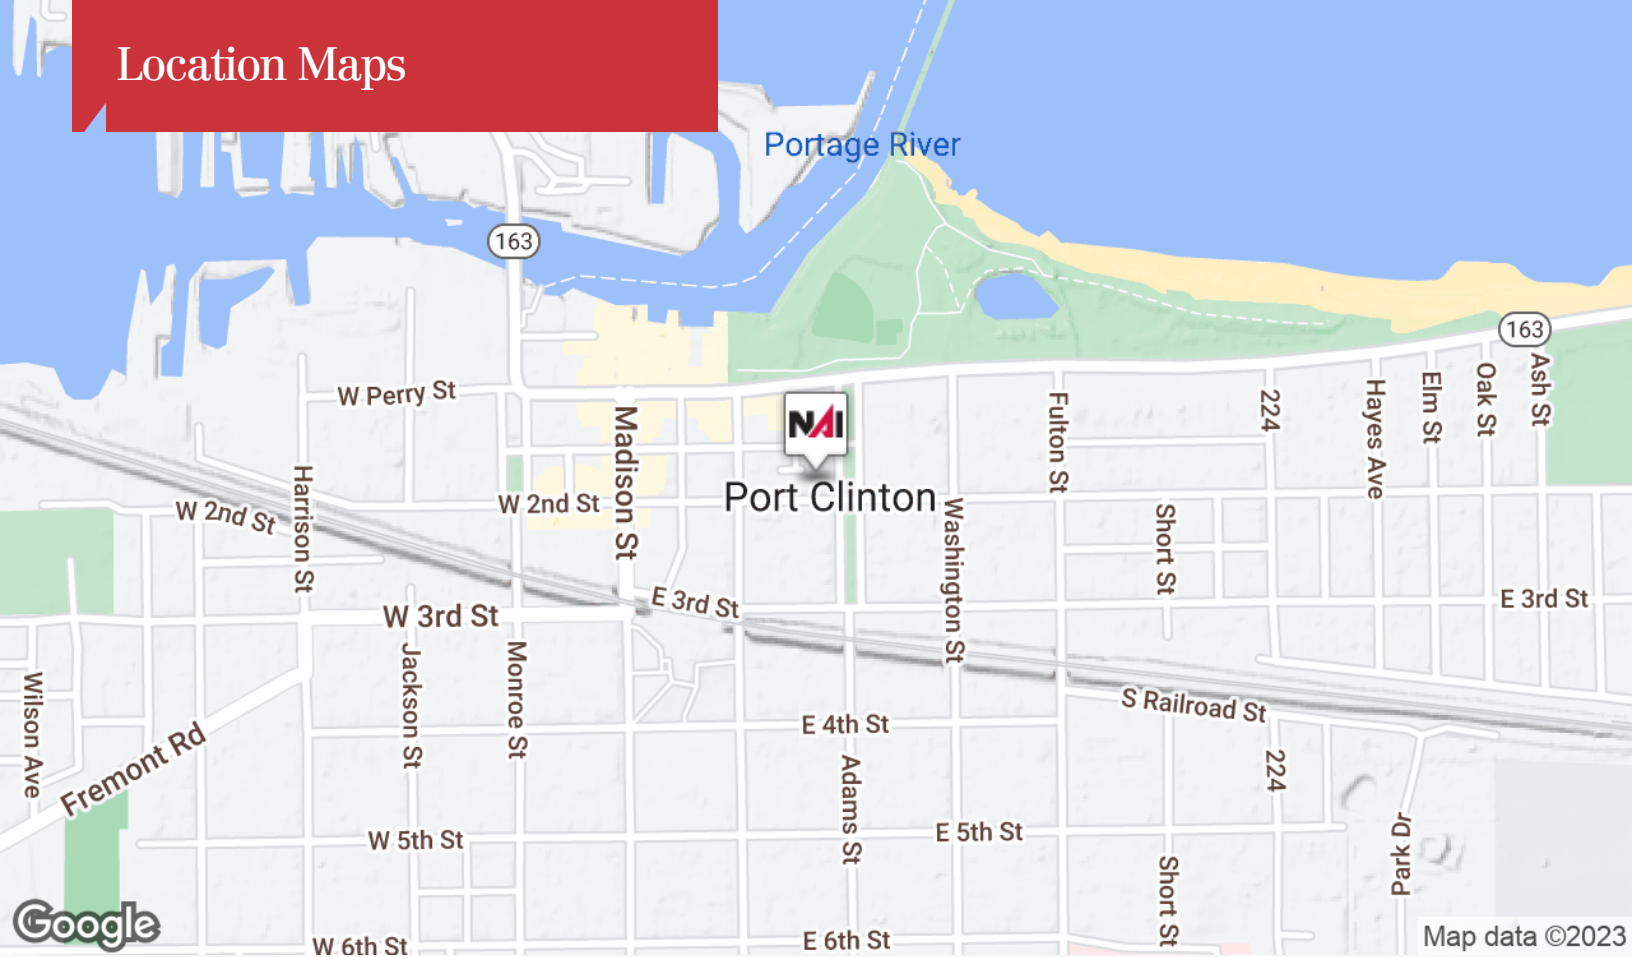 Location Maps
Portage River
163
163
W Perry St
Madison St
NAI
Fulton St
224
Hayes Ave
Elm St
Oak St
Ash St
Harrison St
W 2nd St
W 2nd St
Port Clinton
Washington St
Short St
E 3rd St
E 3rd St
W 3rd St
Wilson Ave
Fremont Rd
Jackson St
Monroe St
E 4th St
S Railroad St
224
Adams St
W 5th St
E 5th St
Park Dr
Short St
Google
W 6th St
E 6th St
Map data ©2023